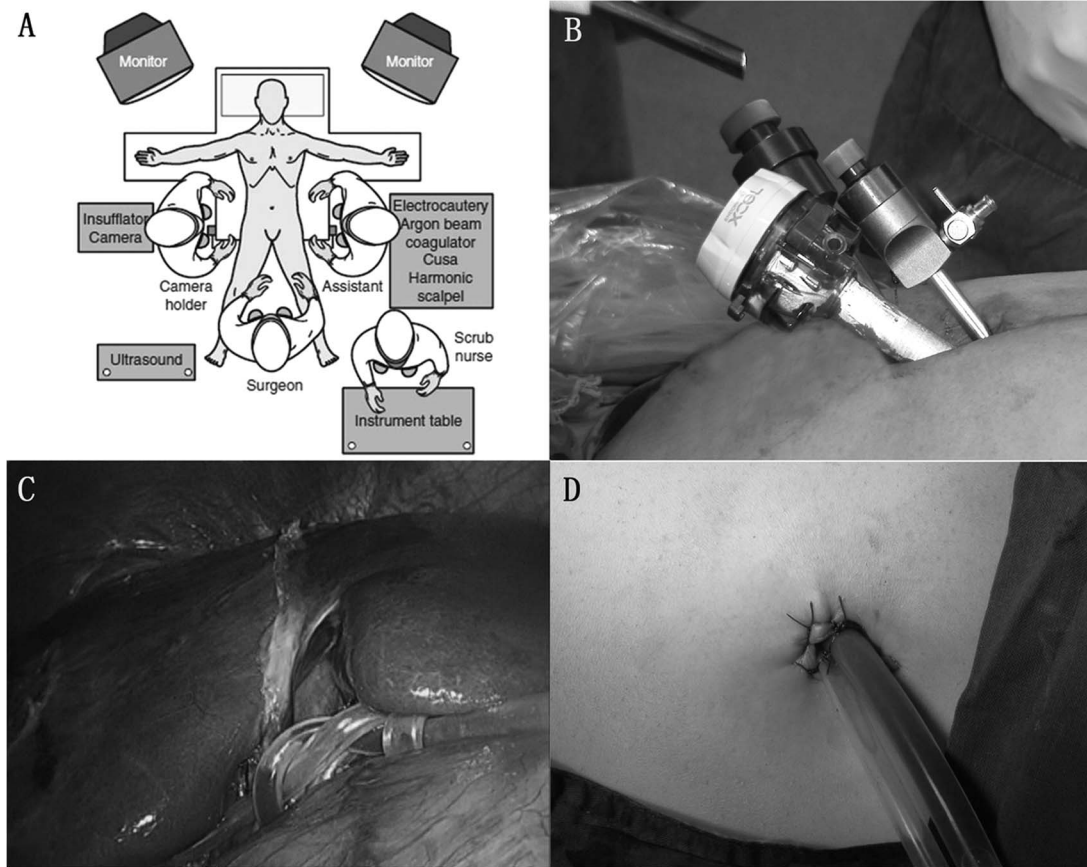 A
Monitor
Monitor
Insufflator
Camera
Electrocautery
Argon beam
coagulator
Cusa
Harmonic
scalpel
Camera
holder
Assistant
Ultrasound
Surgeon
Scrub
nurse
Instrument table
B
XCEL
C
D